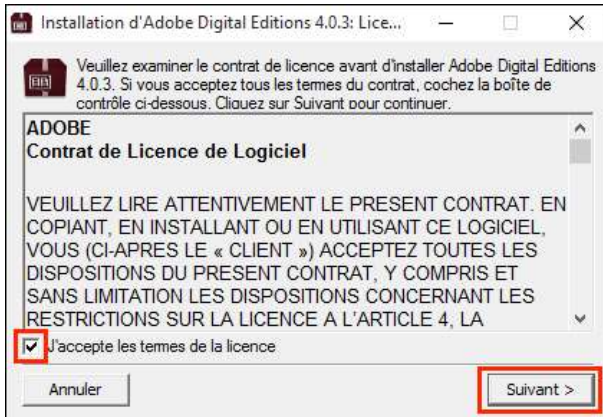 Installation d'Adobe Digital Editions 4.0.3: Lice...
Veuillez examiner le contrat de licence avant d'installer Adobe Digital Editions
4.0.3. Si vous acceptez tous les termes du contrat, cochez la boîte de
contrôle ci-dessous. Cliquez sur Suivant pour continuer.
ADOBE
Contrat de Licence de Logiciel
VEUILLEZ LIRE ATTENTIVEMENT LE PRESENT CONTRAT. EN
COPIANT, EN INSTALLANT OU EN UTILISANT CE LOGICIEL,
VOUS (CI-APRES LE « CLIENT ») ACCEPTEZ TOUTES LES
DISPOSITIONS DU PRESENT CONTRAT, Y COMPRIS ET
SANS LIMITATION LES DISPOSITIONS CONCERNANT LES
RESTRICTIONS SUR LA LICENCE A L'ARTICLE 4, LA
J'accepte les termes de la licence
Annuler
Suivant >